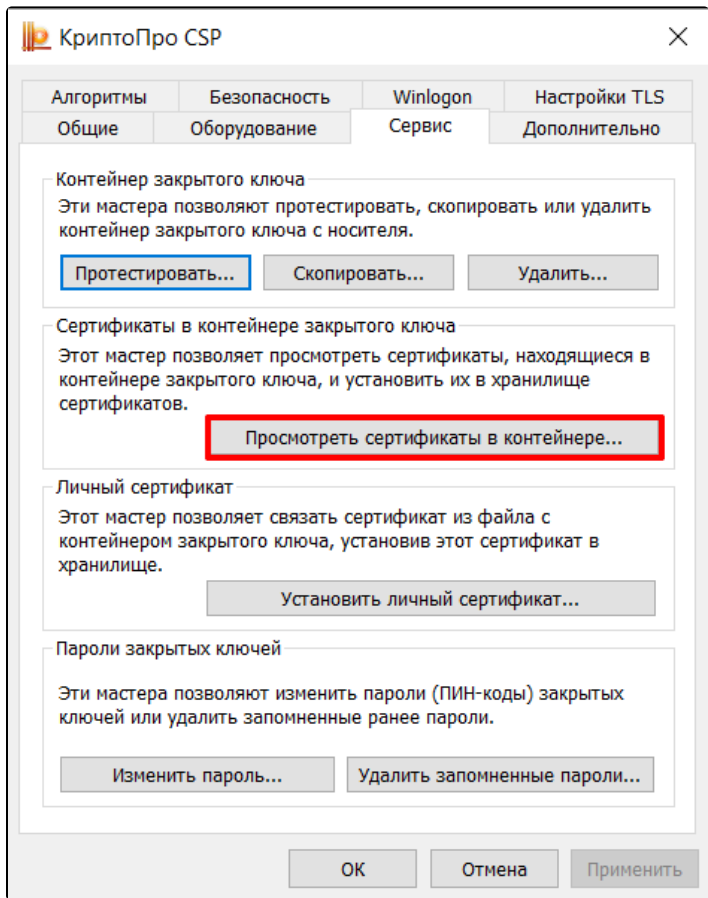 КриптоПро CSP
Алгоритмы Безопасность Winlogon Настройки TLS
Общие Оборудование Сервис Дополнительно
Контейнер закрытого ключа
Эти мастера позволяют протестировать, скопировать или удалить
контейнер закрытого ключа с носителя.
Протестировать... Скопировать... Удалить...
Сертификаты в контейнере закрытого ключа
Этот мастер позволяет просмотреть сертификаты, находящиеся в
контейнере закрытого ключа, и установить их в хранилище
сертификатов.
Просмотреть сертификаты в контейнере...
Личный сертификат
Этот мастер позволяет связать сертификат из файла с
контейнером закрытого ключа, установив этот сертификат в
хранилище.
Установить личный сертификат...
Пароли закрытых ключей
Эти мастера позволяют изменить пароли (ПИН-коды) закрытых
ключей или удалить запомненные ранее пароли.
Изменить пароль... Удалить запомненные пароли...
ОК Отмена Применить